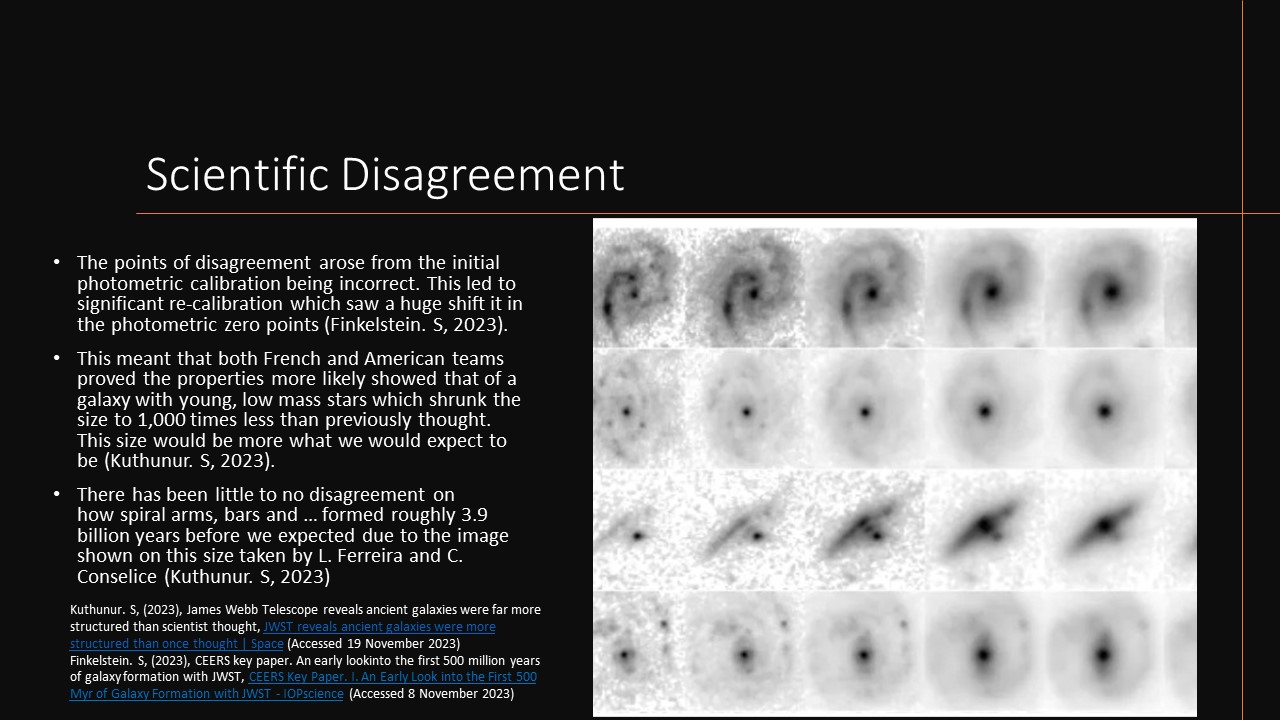 Scientific Disagreement
• The points of disagreement arose from the initial
photometric calibration being incorrect. This led to
significant re-calibration which saw a huge shift it in
the photometric zero points (Finkelstein. S, 2023).
• This meant that both French and American teams
proved the properties more likely showed that of a
galaxy with young, low mass stars which shrunk the
size to 1,000 times less than previously thought.
This size would be more what we would expect to
be (Kuthunur. S, 2023).
• There has been little to no disagreement on
how spiral arms, bars and ... formed roughly 3.9
billion years before we expected due to the image
shown on this size taken by L. Ferreira and C.
Conselice (Kuthunur. S, 2023)
Kuthunur. S, (2023), James Webb Telescope reveals ancient galaxies were far more
structured than scientist thought, JWST reveals ancient galaxies were more
structured than once thought | Space (Accessed 19 November 2023)
Finkelstein. S, (2023), CEERS key paper. An early lookinto the first 500 million years
of galaxy formation with JWST, CEERS Key Paper. I. An Early Look into the First 500
Myr of Galaxy Formation with JWST - IOPscience (Accessed 8 November 2023)